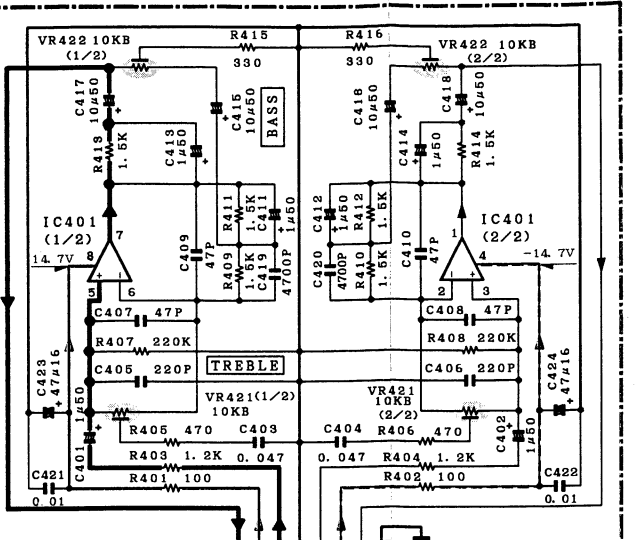 R415
R416
VR422 10KB
(1/2)
330
330
VR422 10KB
(2/2)
C417
10µ50
C415
10µ50
BASS
C416
10µ50
C418
10µ50
R413
1.5K
C413
1µ50
C414
1µ50
R414
1.5K
IC401
(1/2)
7
R411
1.5K
C411
1µ50
C412
1µ50
R412
1.5K
IC401
(2/2)
1
14.7V
8
C409
47P
R409
1.5K
C419
4700P
C420
4700P
R410
1.5K
C410
47P
4
-14.7V
+
-
5
6
-
+
2
3
C407
47P
C408
47P
R407
220K
R408
220K
C405
220P
TREBLE
C406
220P
C423
47µ16
C424
47µ16
1µ50
C401
VR421(1/2)
10KB
VR421
10KB
(2/2)
C402
1µ50
R405
470
C403
0.047
C404
0.047
R406
470
R403
1.2K
R404
1.2K
R401
100
R402
100
C421
0.01
C422
0.01